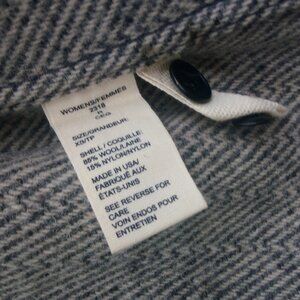 WOMENS/FEMMES
2318
SIZE/GRANDEUR:
XS/TP
SHELL / COQUILLE
85% WOOL/LAINE
15% NYLON/NYLON
MADE IN USA/
FABRIQUÉ AUX
ÉTATS-UNIS
SEE REVERSE FOR
CARE
VOIR ENDOS POUR
ENTRETIEN